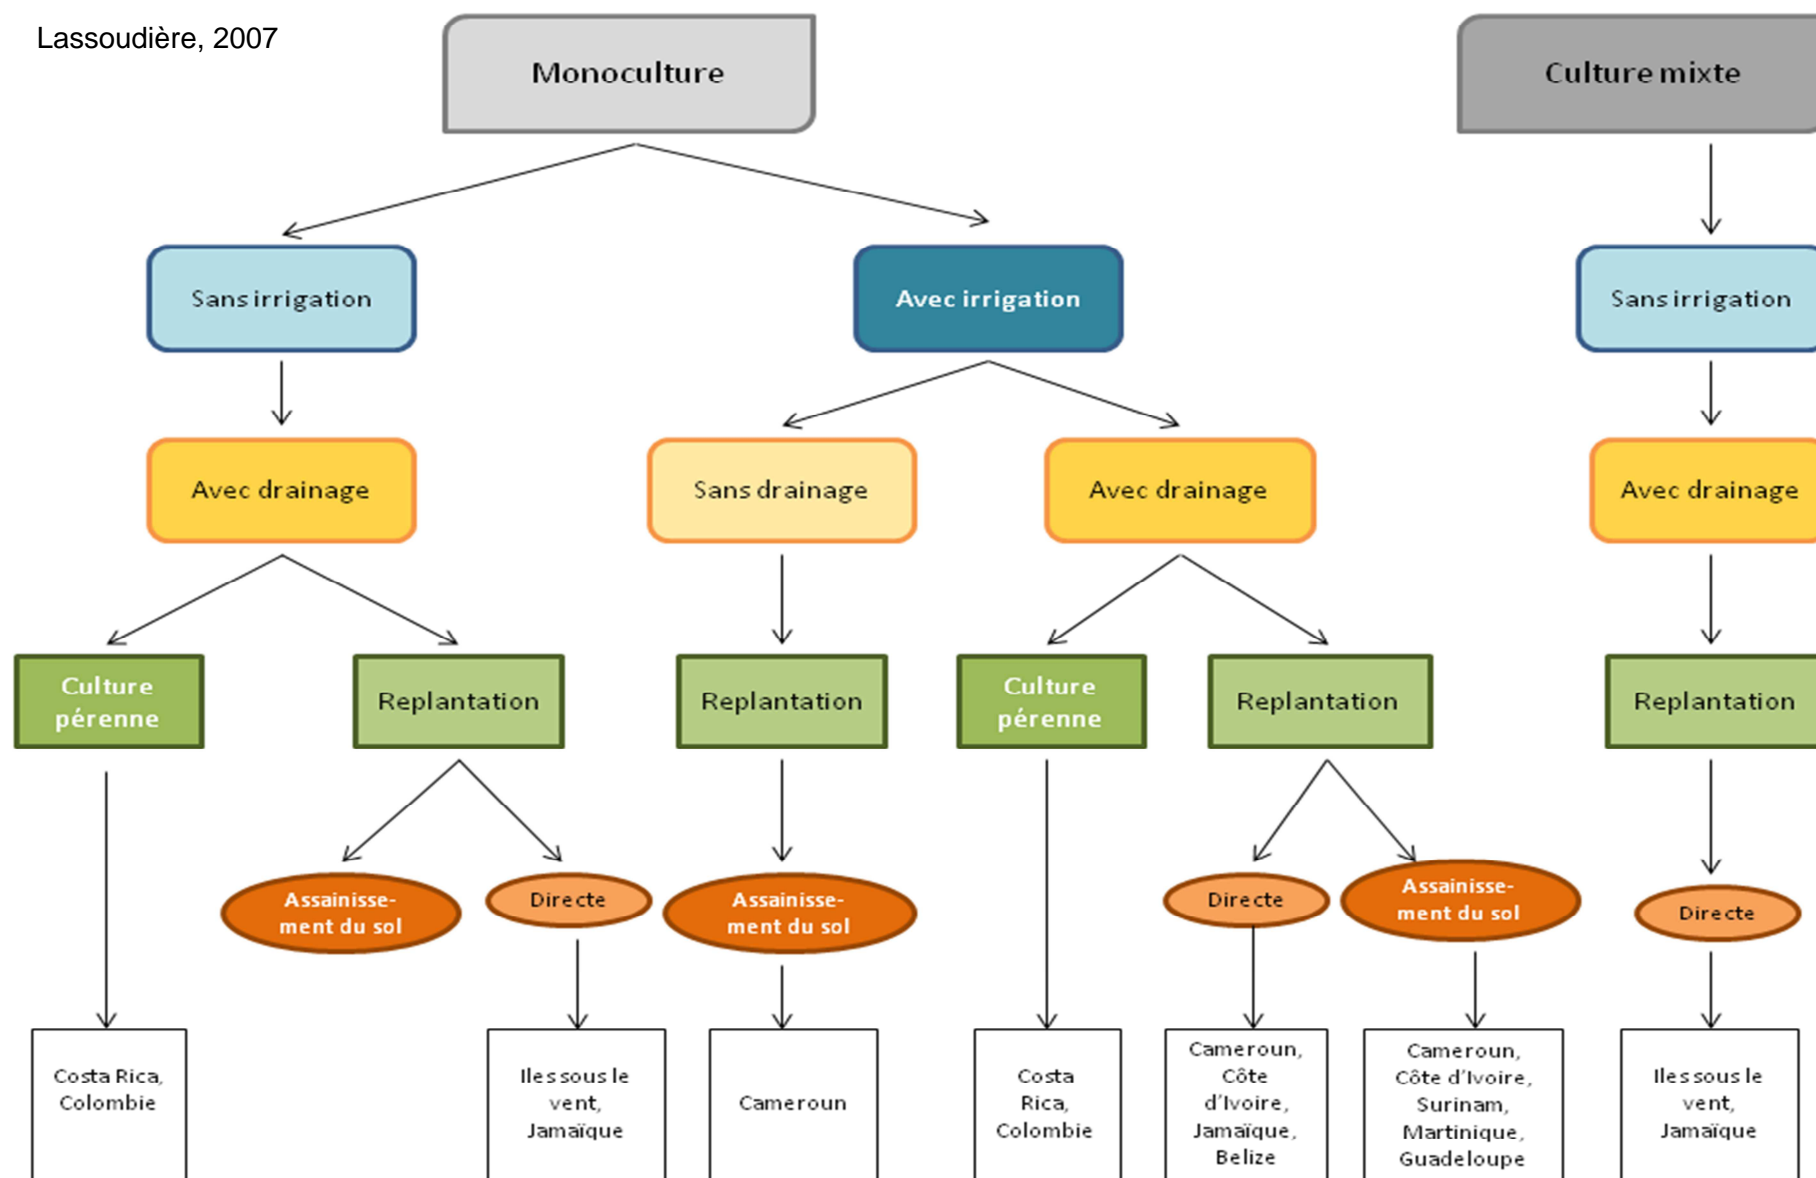 Lassoudière, 2007
Monoculture
Culture mixte
Sans irrigation
Avec irrigation
Sans irrigation
Avec drainage
Sans drainage
Avec drainage
Avec drainage
Culture
pérenne
Replantation
Replantation
Culture
pérenne
Replantation
Replantation
Assainisse-
ment du sol
Directe
Assainisse-
ment du sol
Directe
Assainisse-
ment du sol
Directe
Costa Rica,
Colombie
Iles sous le
vent,
Jamaïque
Cameroun
Costa
Rica,
Colombie
Cameroun,
Côte
d'Ivoire,
Jamaïque,
Belize
Cameroun,
Côte d'Ivoire,
Surinam,
Martinique,
Guadeloupe
Iles sous le
vent,
Jamaïque